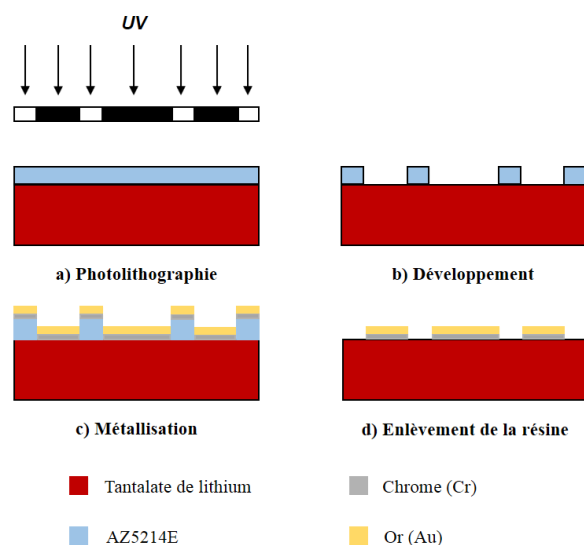 UV
a) Photolithographie
b) Développement
c) Métallisation
d) Enlèvement de la résine
Tantalate de lithium
Chrome (Cr)
AZ5214E
Or (Au)